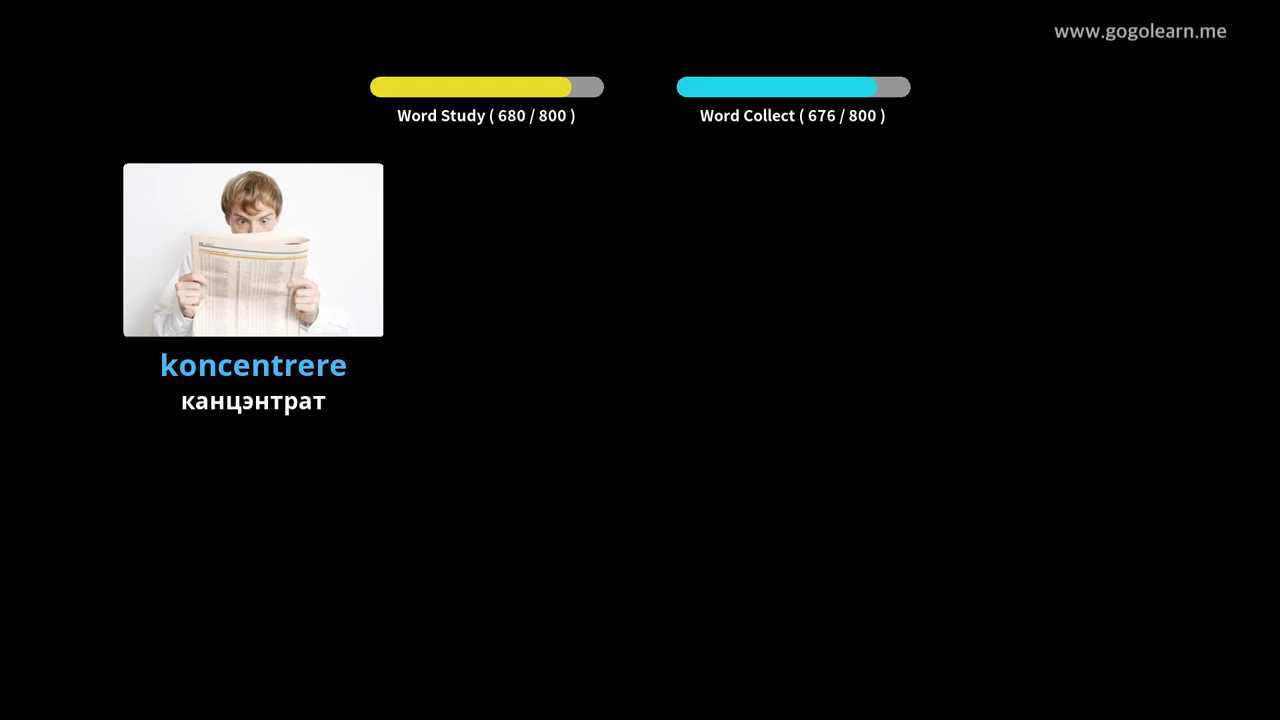 www.gogolearn.me
Word Study ( 680 / 800 )
Word Collect ( 676 / 800 )
koncentrere
канцэнтрат